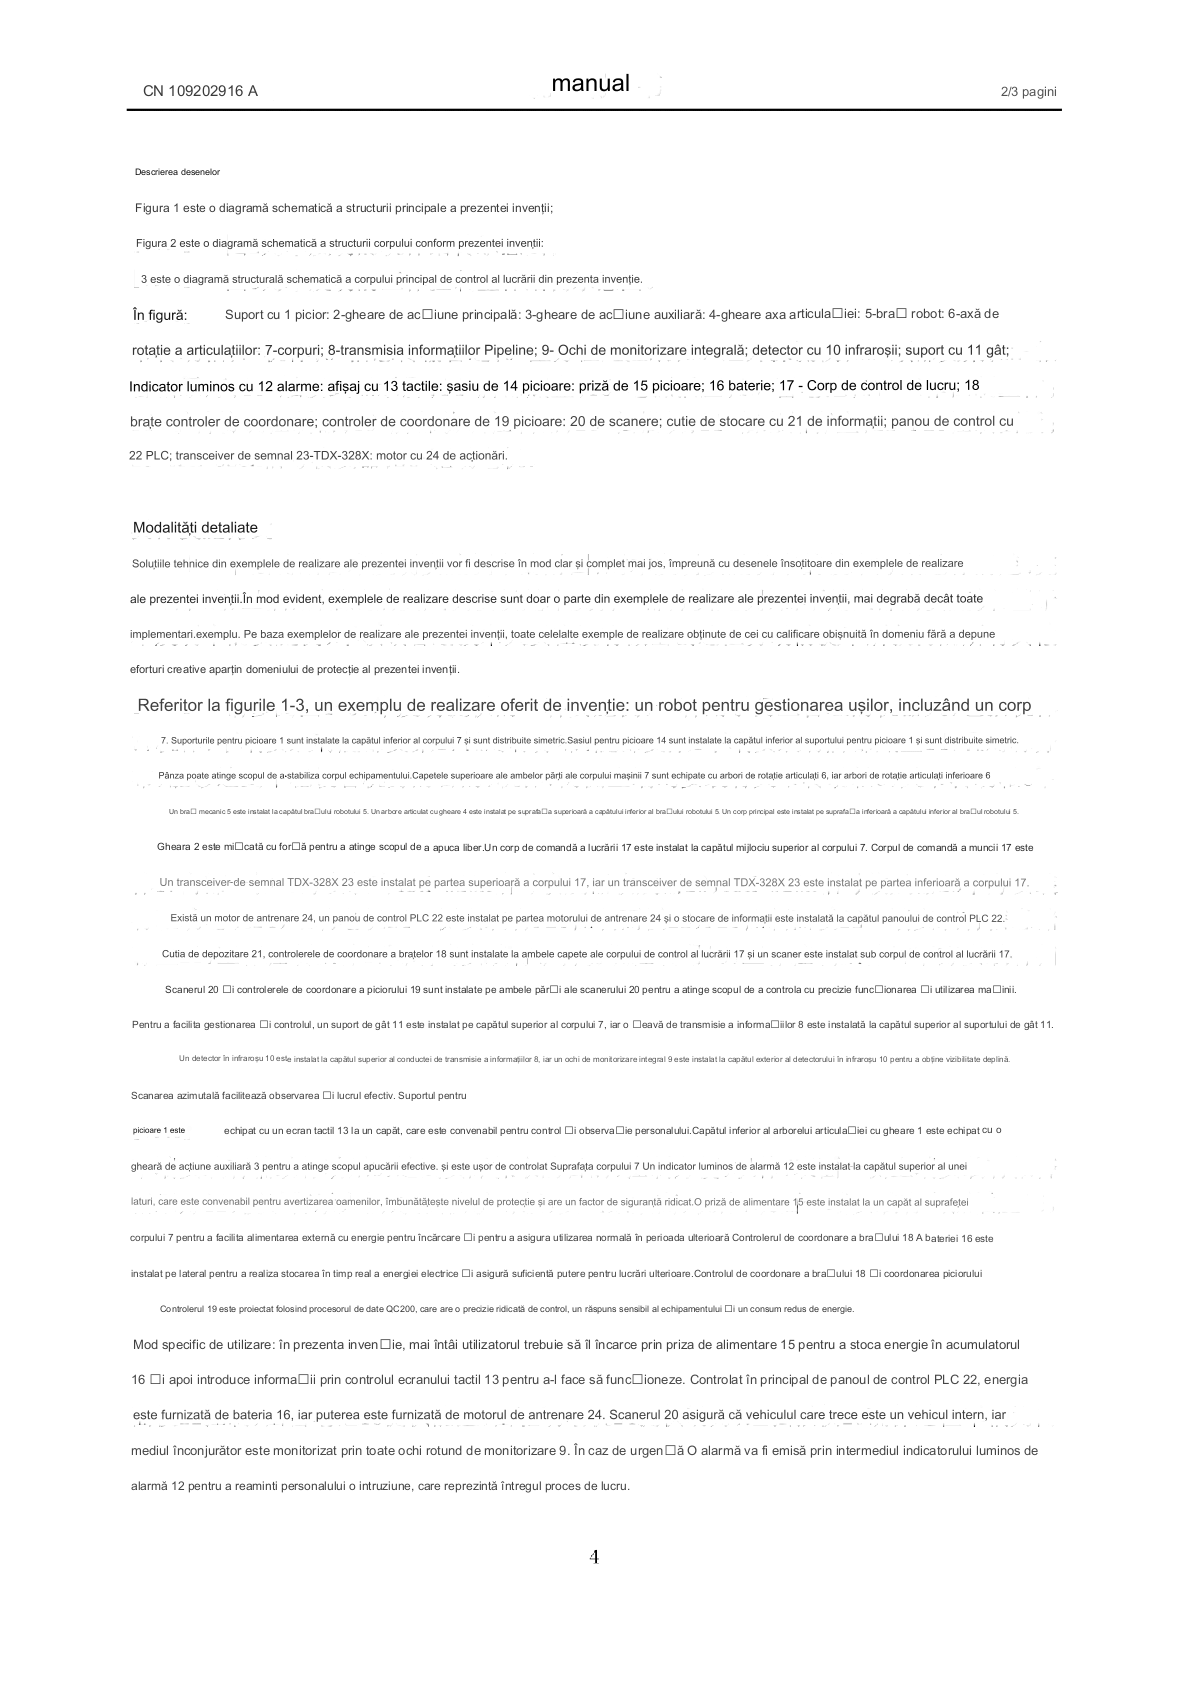 CN 109202916 A
manual
2/3 pagini
Descrierea desenelor
Figura 1 este o diagramă schematică a structurii principale a prezentei invenții;
Figura 2 este o diagramă schematică a structurii corpului conform prezentei invenții:
3 este o diagramă structurală schematică a corpului principal de control al lucrării din prezenta invenție.
În figură: Suport cu 1 picior: 2-gheare de ac□iune principală: 3-gheare de ac□iune auxiliară: 4-gheare axa articula□iei: 5-bra□ robot: 6-axă de
rotație a articulațiilor: 7-corpuri; 8-transmisia informațiilor Pipeline; 9- Ochi de monitorizare integrală; detector cu 10 infraroșii; suport cu 11 gât;
Indicator luminos cu 12 alarme: afișaj cu 13 tactile: șasiu de 14 picioare: priză de 15 picioare; 16 baterie; 17 - Corp de control de lucru; 18
brațe controler de coordonare; controler de coordonare de 19 picioare: 20 de scanere; cutie de stocare cu 21 de informații; panou de control cu
22 PLC; transceiver de semnal 23-TDX-328X: motor cu 24 de acționări.
Modalități detaliate
Soluțiile tehnice din exemplele de realizare ale prezentei invenții vor fi descrise în mod clar și complet mai jos, împreună cu desenele însoțitoare din exemplele de realizare
ale prezentei invenții.În mod evident, exemplele de realizare descrise sunt doar o parte din exemplele de realizare ale prezentei invenții, mai degrabă decât toate
implementari.exemplu. Pe baza exemplelor de realizare ale prezentei invenții, toate celelalte exemple de realizare obținute de cei cu calificare obișnuită în domeniu fără a depune
eforturi creative aparțin domeniului de protecție al prezentei invenții.
Referitor la figurile 1-3, un exemplu de realizare oferit de invenție: un robot pentru gestionarea ușilor, incluzând un corp
7. Suporturile pentru picioare 1 sunt instalate la capătul inferior al corpului 7 și sunt distribuite simetric.Sasiul pentru picioare 14 sunt instalate la capătul inferior al suportului pentru picioare 1 și sunt distribuite simetric.
Pânza poate atinge scopul de a-stabiliza corpul echipamentului.Capetele superioare ale ambelor părți ale corpului mașinii 7 sunt echipate cu arbori de rotație articulați 6, iar arbori de rotație articulați inferioare 6
Un bra□ mecanic 5 este instalat la capătul bra□ului robotului 5. Un arbore articulat cu gheare 4 este instalat pe suprafa□a superioară a capătului inferior al bra□ului robotului 5. Un corp principal este instalat pe suprafa□a inferioară a capătului inferior al bra□ul robotului 5.
Gheara 2 este mi□cată cu for□ă pentru a atinge scopul de a apuca liber.Un corp de comandă a lucrării 17 este instalat la capătul mijlociu superior al corpului 7. Corpul de comandă a muncii 17 este
Un transceiver-de semnal TDX-328X 23 este instalat pe partea superioară a corpului 17, iar un transceiver de semnal TDX-328X 23 este instalat pe partea inferioară a corpului 17.
Există un motor de antrenare 24, un panou de control PLC 22 este instalat pe partea motorului de antrenare 24 și o stocare de informații este instalată la capătul panoului de control PLC 22.
Cutia de depozitare 21, controlerele de coordonare a brațelor 18 sunt instalate la ambele capete ale corpului de control al lucrării 17 și un scaner este instalat sub corpul de control al lucrării 17.
Scanerul 20 □i controlerele de coordonare a piciorului 19 sunt instalate pe ambele păr□i ale scanerului 20 pentru a atinge scopul de a controla cu precizie func□ionarea □i utilizarea ma□inii.
Pentru a facilita gestionarea □i controlul, un suport de gât 11 este instalat pe capătul superior al corpului 7, iar o □eavă de transmisie a informa□iilor 8 este instalată la capătul superior al suportului de gât 11.
Un detector în infraroșu 10 este instalat la capătul superior al conductei de transmisie a informațiilor 8, iar un ochi de monitorizare integral 9 este instalat la capătul exterior al detectorului în infraroșu 10 pentru a obține vizibilitate deplină.
Scanarea azimutală facilitează observarea □i lucrul efectiv. Suportul pentru
picioare 1 este echipat cu un ecran tactil 13 la un capăt, care este convenabil pentru control □i observa□ie personalului.Capătul inferior al arborelui articula□iei cu gheare 1 este echipat cu o
gheară de acțiune auxiliară 3 pentru a atinge scopul apucării efective. și este ușor de controlat Suprafața corpului 7 Un indicator luminos de alarmă 12 este instalat la capătul superior al unei
laturi, care este convenabil pentru avertizarea oamenilor, îmbunătățește nivelul de protecție și are un factor de siguranță ridicat.O priză de alimentare 15 este instalat la un capăt al suprafeței
corpului 7 pentru a facilita alimentarea externă cu energie pentru încărcare □i pentru a asigura utilizarea normală în perioada ulterioară Controlerul de coordonare a bra□ului 18 A bateriei 16 este
instalat pe lateral pentru a realiza stocarea în timp real a energiei electrice □i asigură suficientă putere pentru lucrări ulterioare.Controlul de coordonare a bra□ului 18 □i coordonarea piciorului
Controlerul 19 este proiectat folosind procesorul de date QC200, care are o precizie ridicată de control, un răspuns sensibil al echipamentului □i un consum redus de energie.
Mod specific de utilizare: în prezenta inven□ie, mai întâi utilizatorul trebuie să îl încarce prin priza de alimentare 15 pentru a stoca energie în acumulatorul
16 □i apoi introduce informa□ii prin controlul ecranului tactil 13 pentru a-l face să func□ioneze. Controlat în principal de panoul de control PLC 22, energia
este furnizată de bateria 16, iar puterea este furnizată de motorul de antrenare 24. Scanerul 20 asigură că vehiculul care trece este un vehicul intern, iar
mediul înconjurător este monitorizat prin toate ochi rotund de monitorizare 9. În caz de urgen□ă O alarmă va fi emisă prin intermediul indicatorului luminos de
alarmă 12 pentru a reaminti personalului o intruziune, care reprezintă întregul proces de lucru.
4